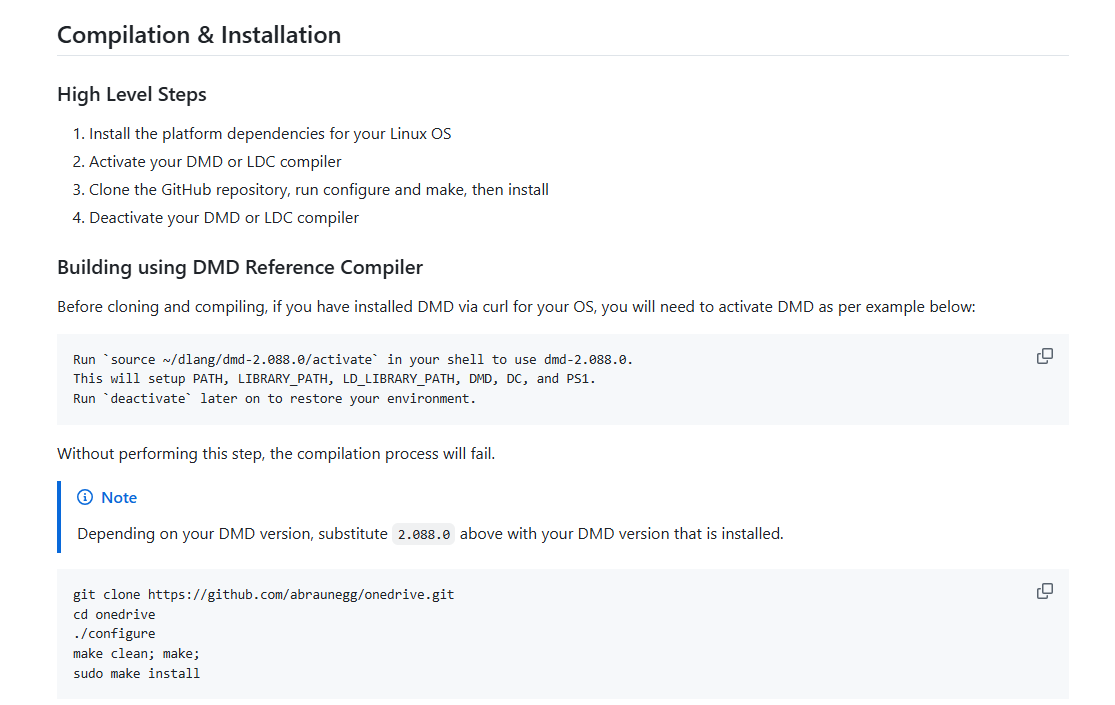 Compilation & Installation
High Level Steps
1. Install the platform dependencies for your Linux OS
2. Activate your DMD or LDC compiler
3. Clone the GitHub repository, run configure and make, then install
4. Deactivate your DMD or LDC compiler
Building using DMD Reference Compiler
Before cloning and compiling, if you have installed DMD via curl for your OS, you will need to activate DMD as per example below:
Run `source ~/dlang/dmd-2.088.0/activate` in your shell to use dmd-2.088.0.
This will setup PATH, LIBRARY_PATH, LD_LIBRARY_PATH, DMD, DC, and PS1.
Run `deactivate` later on to restore your environment.
Without performing this step, the compilation process will fail.
Note
Depending on your DMD version, substitute 2.088.0 above with your DMD version that is installed.
git clone https://github.com/abraunegg/onedrive.git
cd onedrive
./configure
make clean; make;
sudo make install